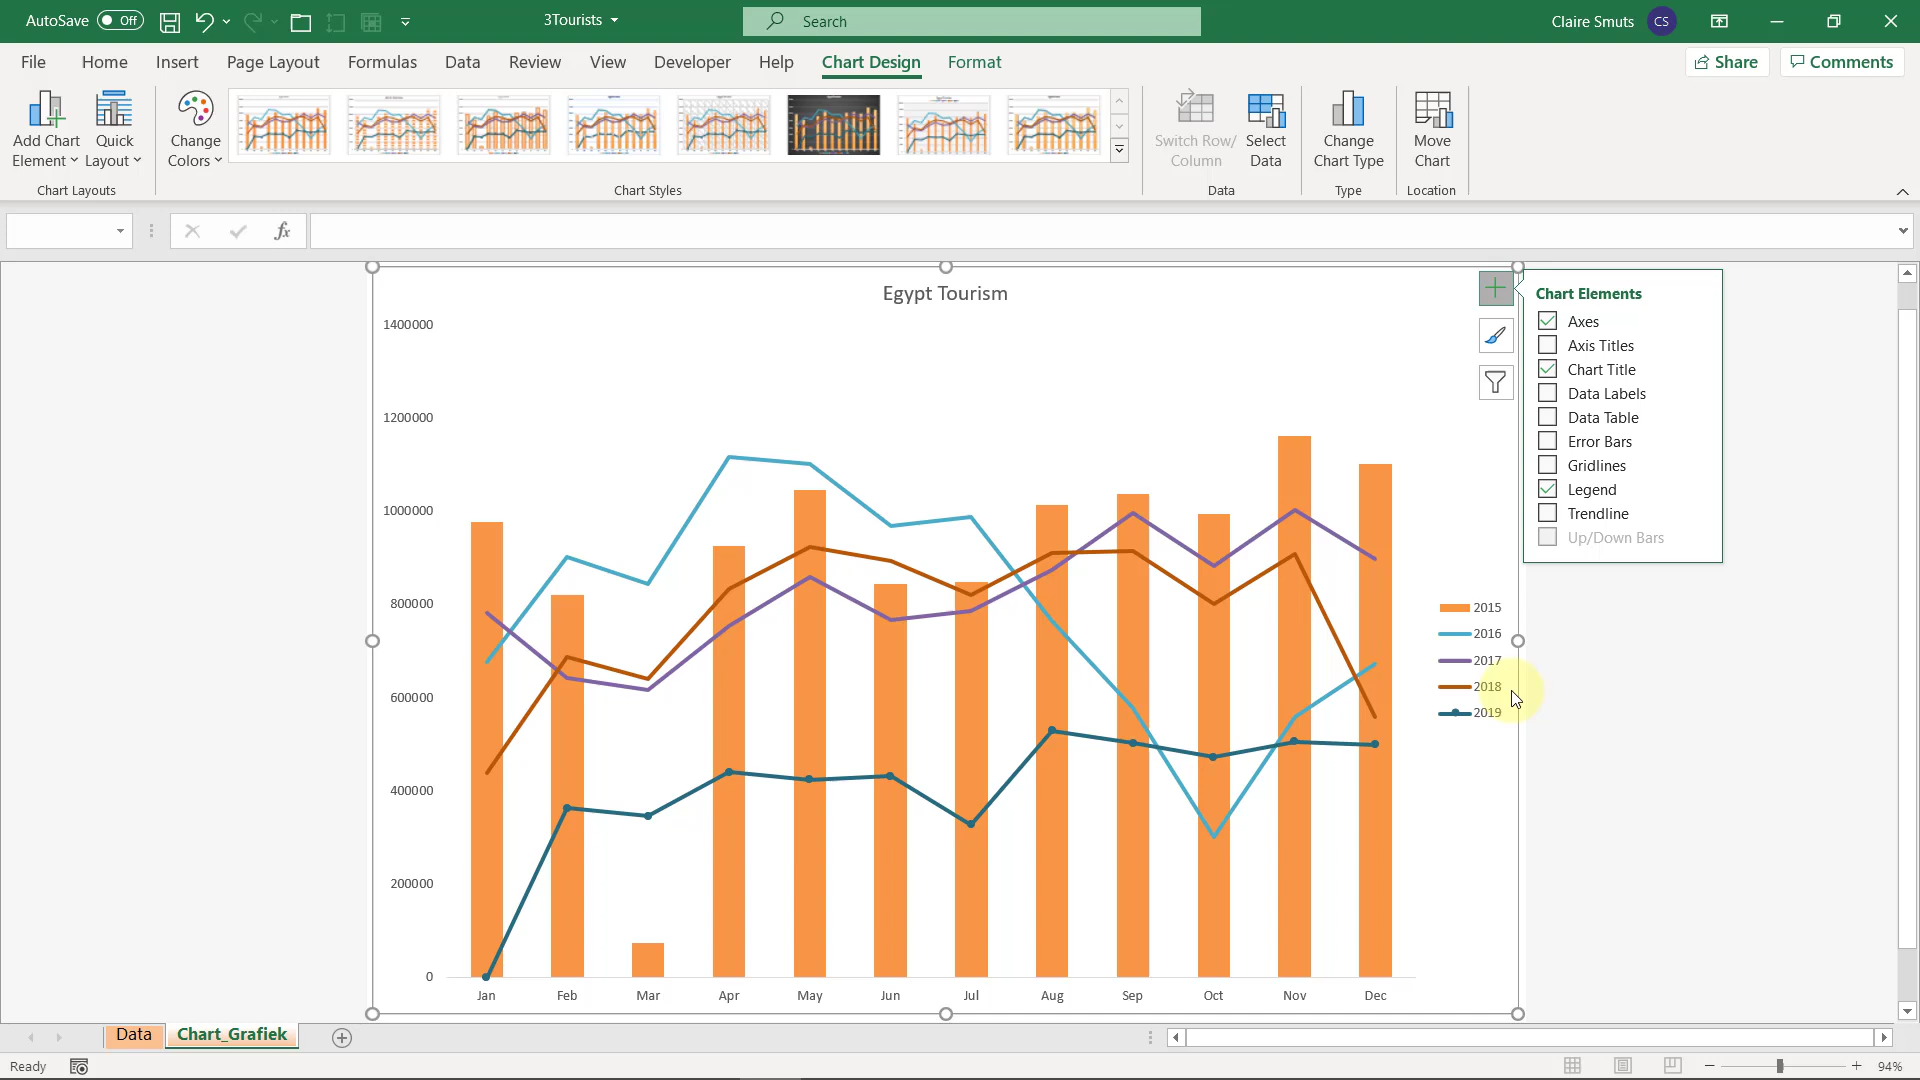 AutoSave Off 3Tourists Search Claire Smuts CS
File Home Insert Page Layout Formulas Data Review View Developer Help Chart Design Format Share Comments
Add Chart Element
Quick Layout
Change Colors
Switch Row/ Column
Select Data
Change Chart Type
Move Chart
Chart Layouts Chart Styles Data Type Location
fx
Egypt Tourism
1400000
1200000
1000000
800000
600000
400000
200000
0
Jan Feb Mar Apr May Jun Jul Aug Sep Oct Nov Dec
2015
2016
2017
2018
2019
Chart Elements
Axes
Axis Titles
Chart Title
Data Labels
Data Table
Error Bars
Gridlines
Legend
Trendline
Up/Down Bars
Data Chart_Grafiek
Ready 94%